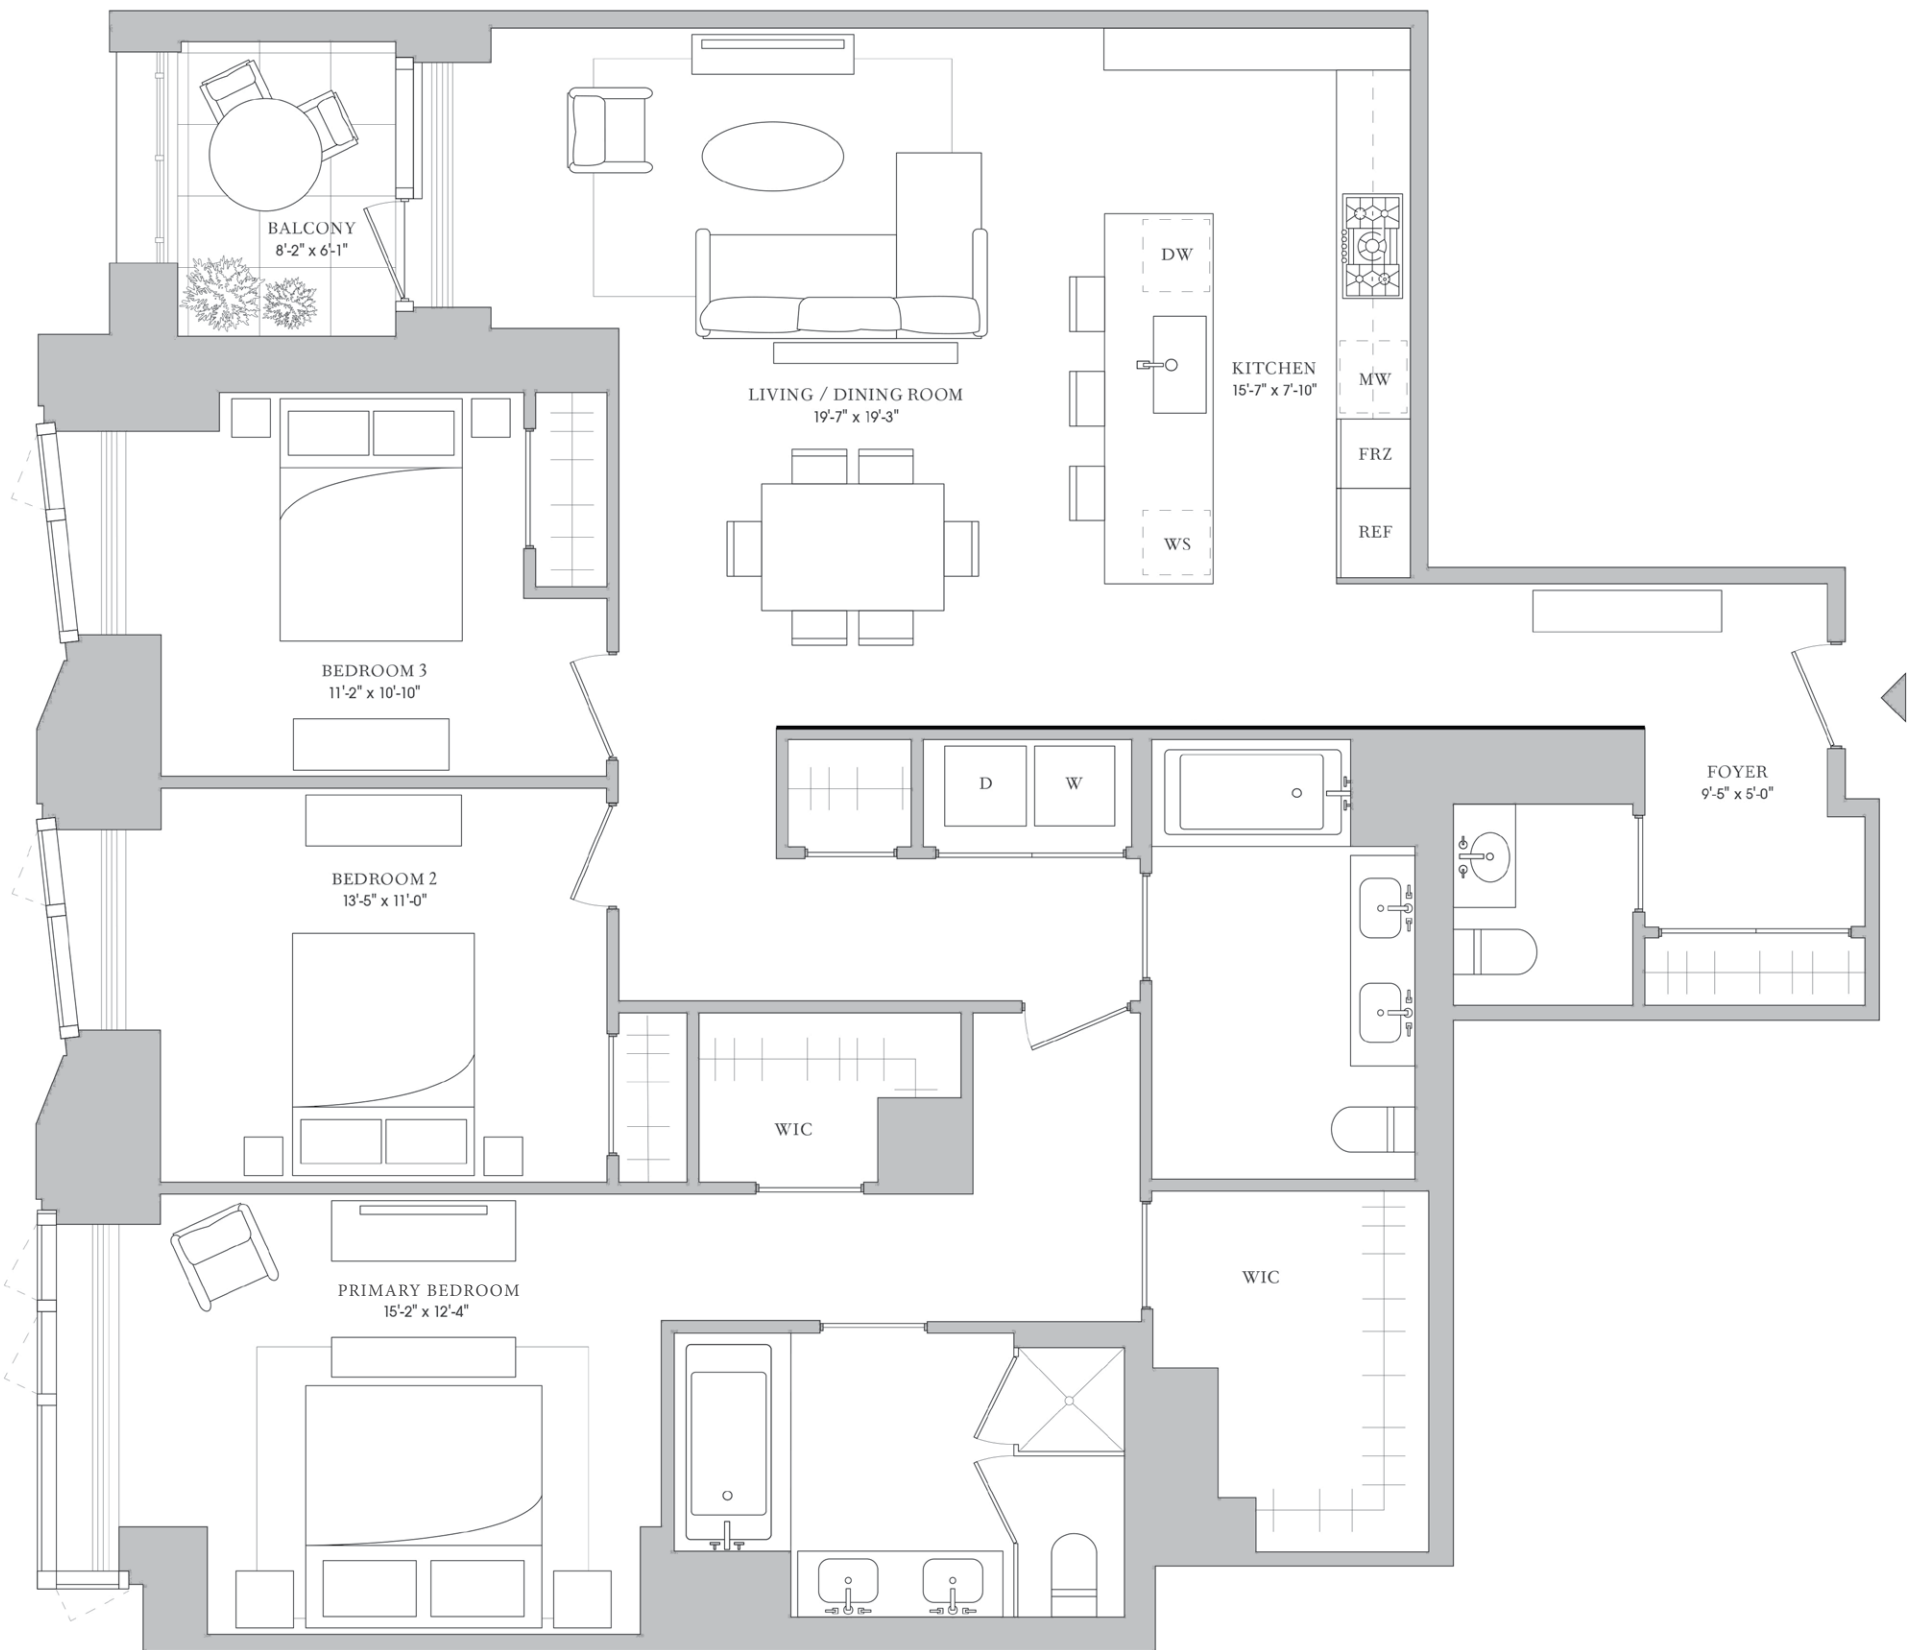 BALCONY
8'-2" x 6'-1"
DW
LIVING / DINING ROOM
19'-7" x 19'-3"
KITCHEN
15'-7" x 7'-10"
MW
FRZ
REF
WS
BEDROOM 3
11'-2" x 10'-10"
D
W
FOYER
9'-5" x 5'-0"
BEDROOM 2
13'-5" x 11'-0"
WIC
WIC
PRIMARY BEDROOM
15'-2" x 12'-4"